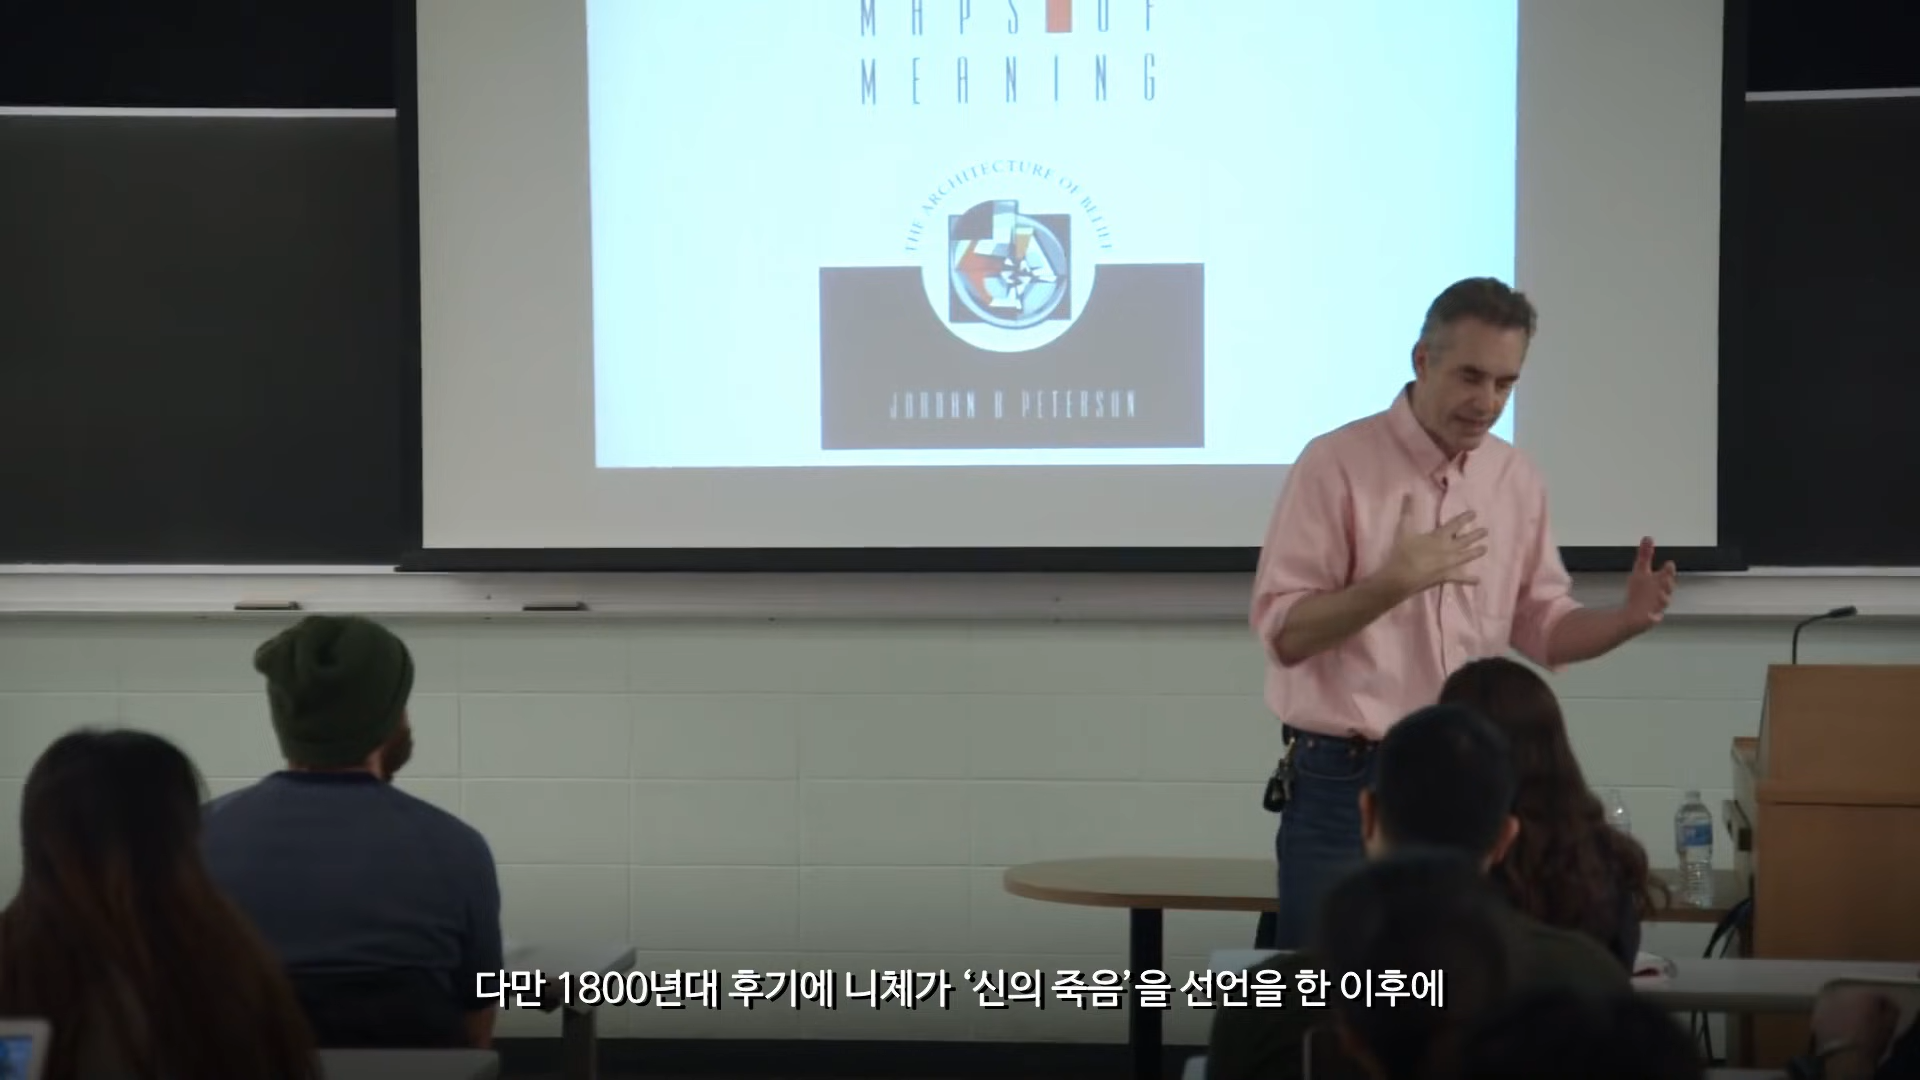 MAPS OF
MEANING
THE ARCHITECTURE OF BELIEF
JORDAN B PETERSON
다만 1800년대 후기에 니체가 ‘신의 죽음’을 선언을 한 이후에